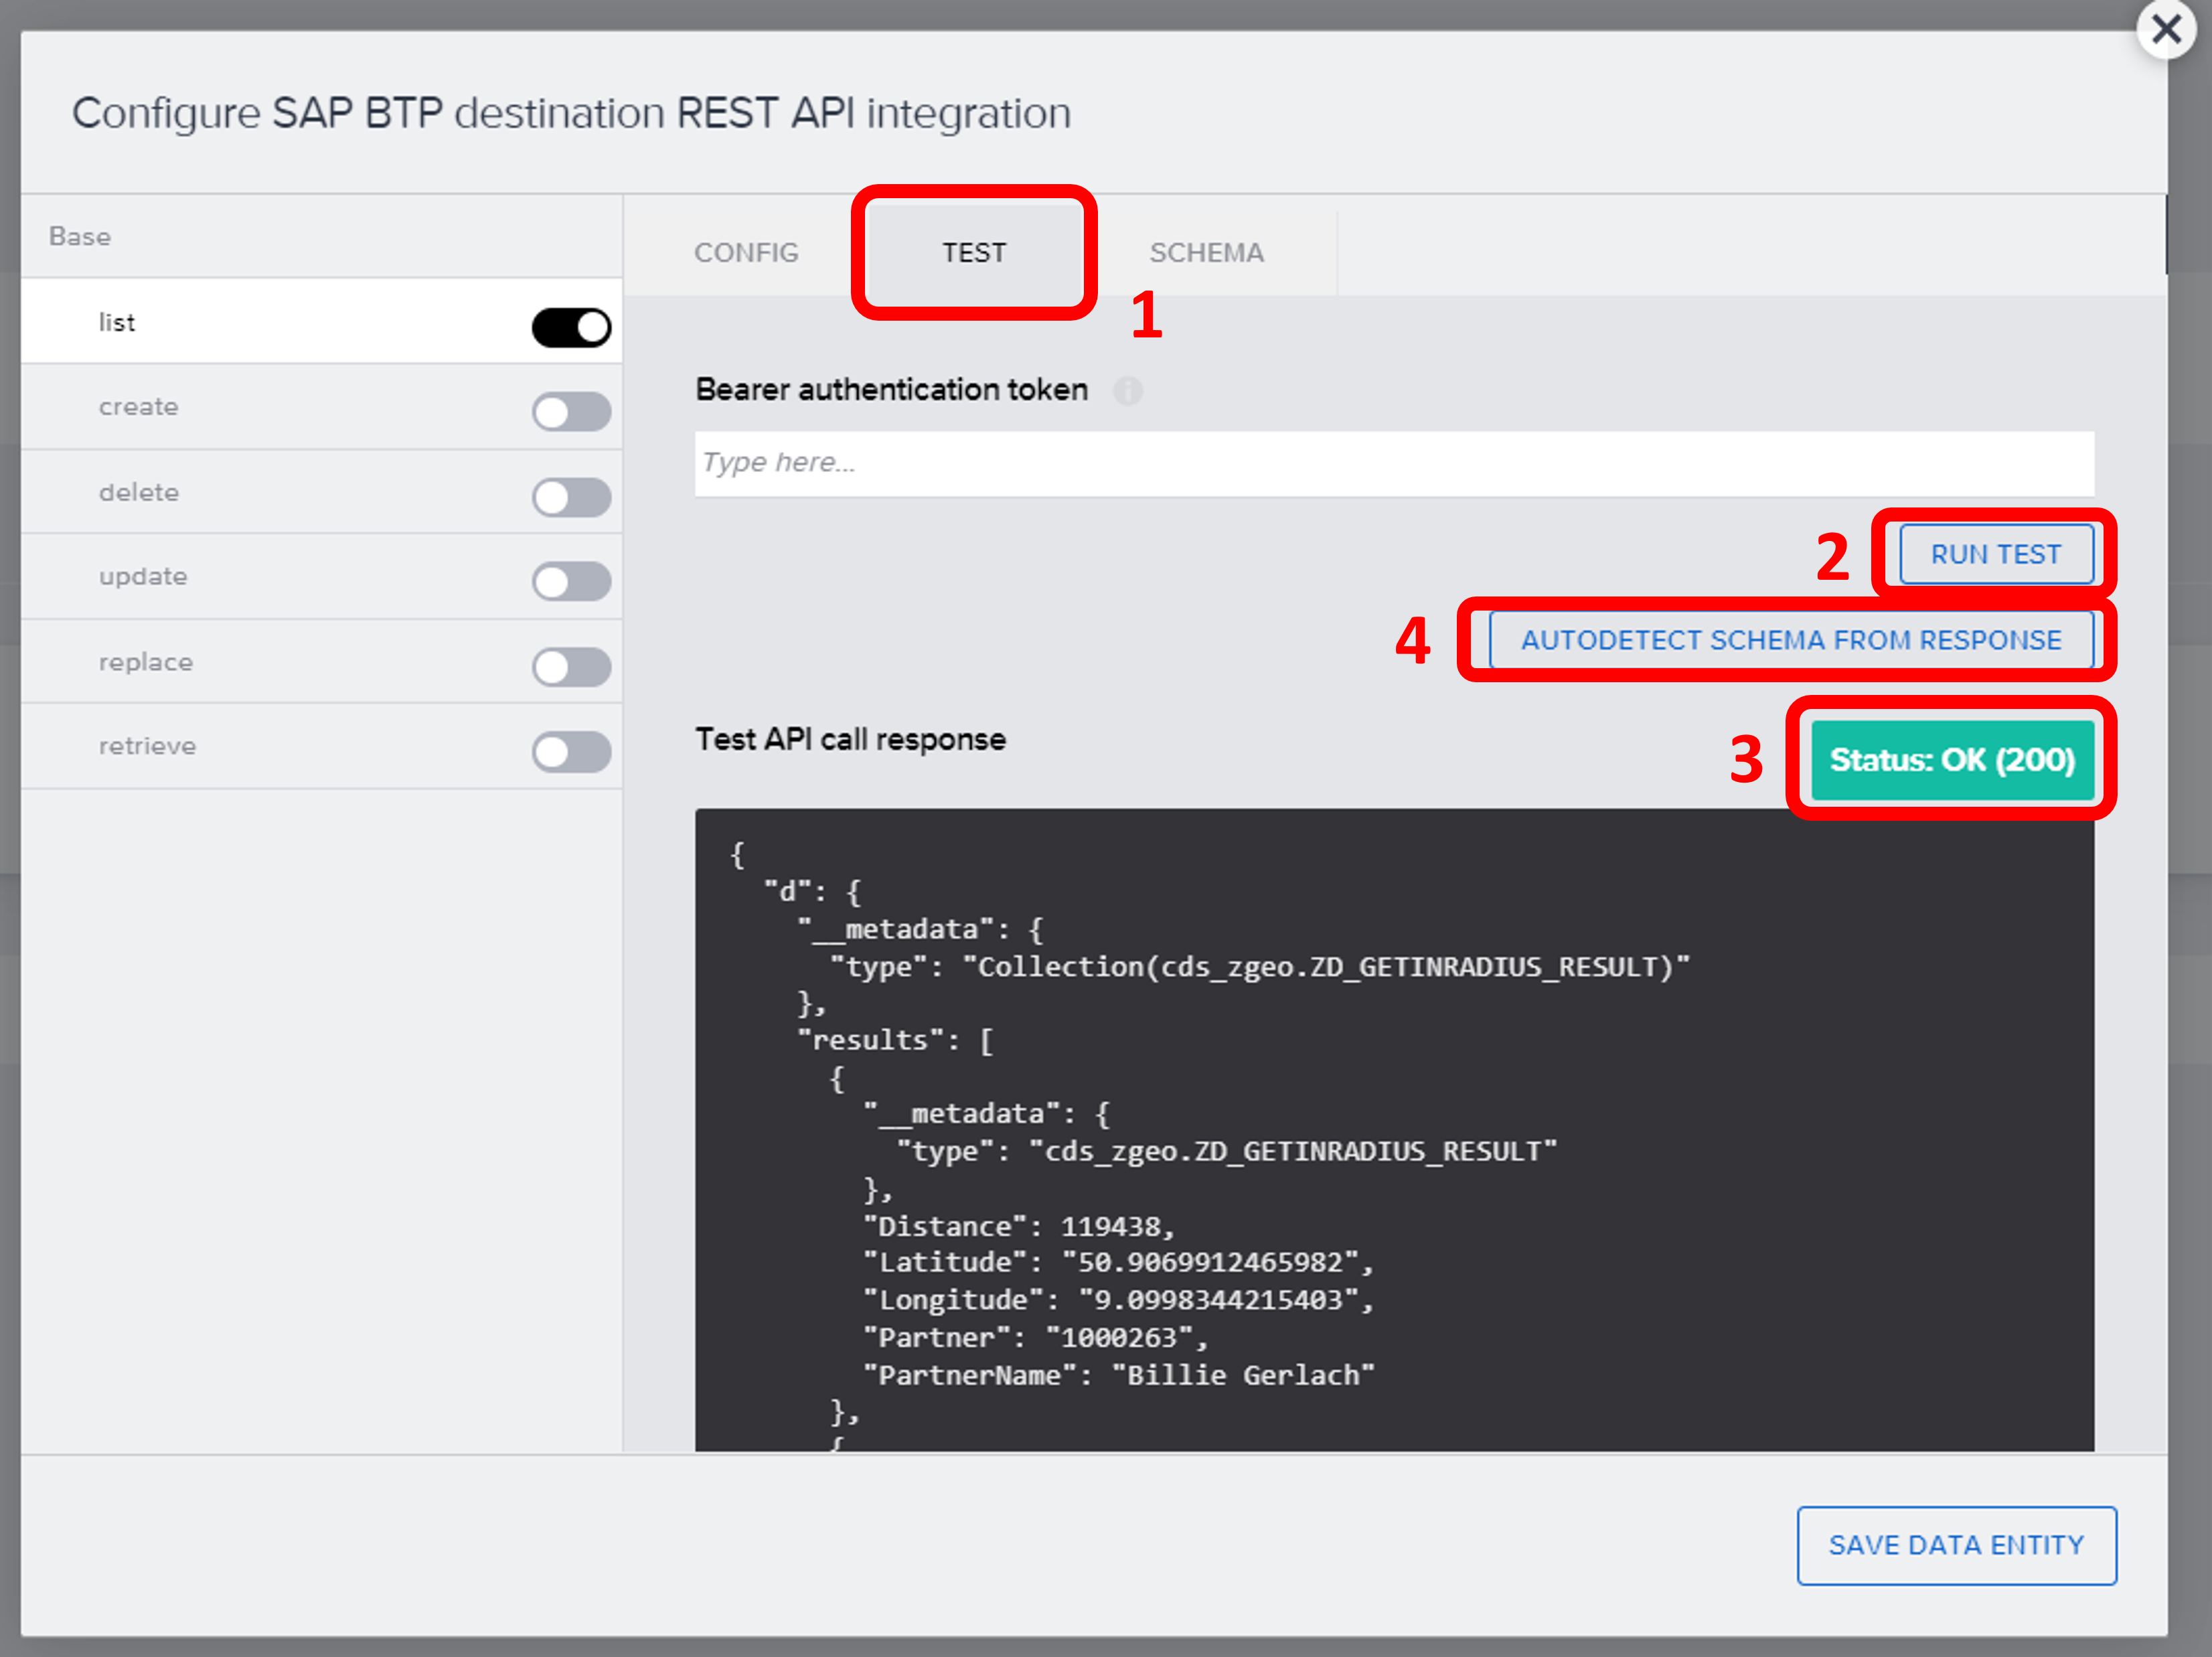 Configure SAP BTP destination REST API integration
Base
list
create
delete
update
replace
retrieve
CONFIG
TEST
SCHEMA
1
Bearer authentication token
Type here...
2
RUN TEST
4
AUTODETECT SCHEMA FROM RESPONSE
Test API call response
3
Status: OK (200)
{
"d": {
"__metadata": {
"type": "Collection(cds_zgeo.ZD_GETINRADIUS_RESULT)"
},
"results": [
{
"__metadata": {
"type": "cds_zgeo.ZD_GETINRADIUS_RESULT"
},
"Distance": 119438,
"Latitude": "50.9069912465982",
"Longitude": "9.0998344215403",
"Partner": "1000263",
"PartnerName": "Billie Gerlach"
},
{
SAVE DATA ENTITY